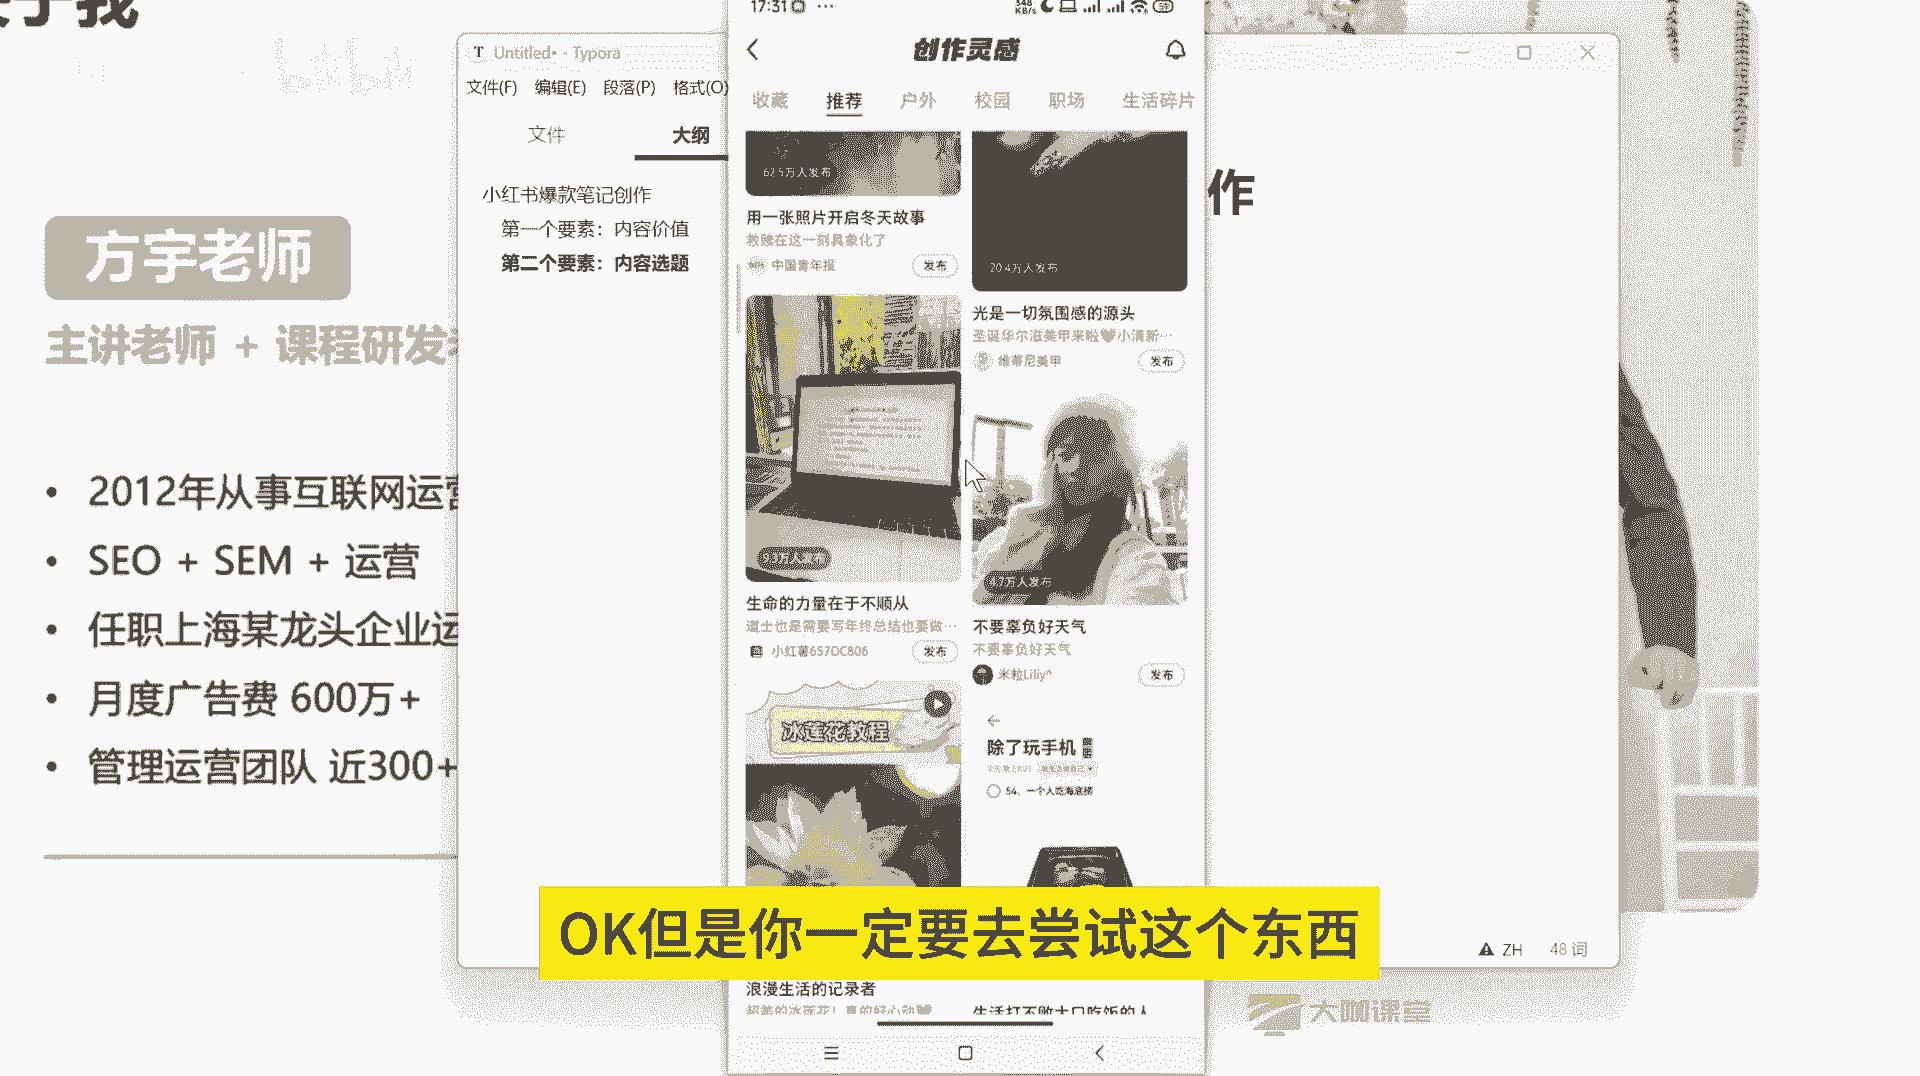 关于我
方宇老师
主讲老师 + 课程研发
2012年从事互联网运营
SEO + SEM + 运营
任职上海某龙头企业运
月度广告费 600万+
管理运营团队 近300+
Untitled• - Typora
文件(F) 编辑(E) 段落(P) 格式(O)
文件 大纲
小红书爆款笔记创作
第一个要素：内容价值
第二个要素：内容选题
作
ZH 48 词
17:31
创作灵感
收藏 推荐 户外 校园 职场 生活碎片
62.5万人发布
用一张照片开启冬天故事
救赎在这一刻具象化了
中国青年报 发布
20.4万人发布
光是一切氛围感的源头
圣诞华尔滋美甲来啦🖤小清新…
维蒂尼美甲 发布
9.3万人发布
生命的力量在于不顺从
道士也是需要写年终总结也要做…
小红薯657DC806 发布
4.7万人发布
不要辜负好天气
不要辜负好天气
米粒Liliy^ 发布
冰莲花教程
浪漫生活的记录者
超美的冰莲花！真的好心动
除了玩手机
54、一个人吃海底捞
生活打不败大口吃饭的人
OK但是你一定要去尝试这个东西
大咖课堂